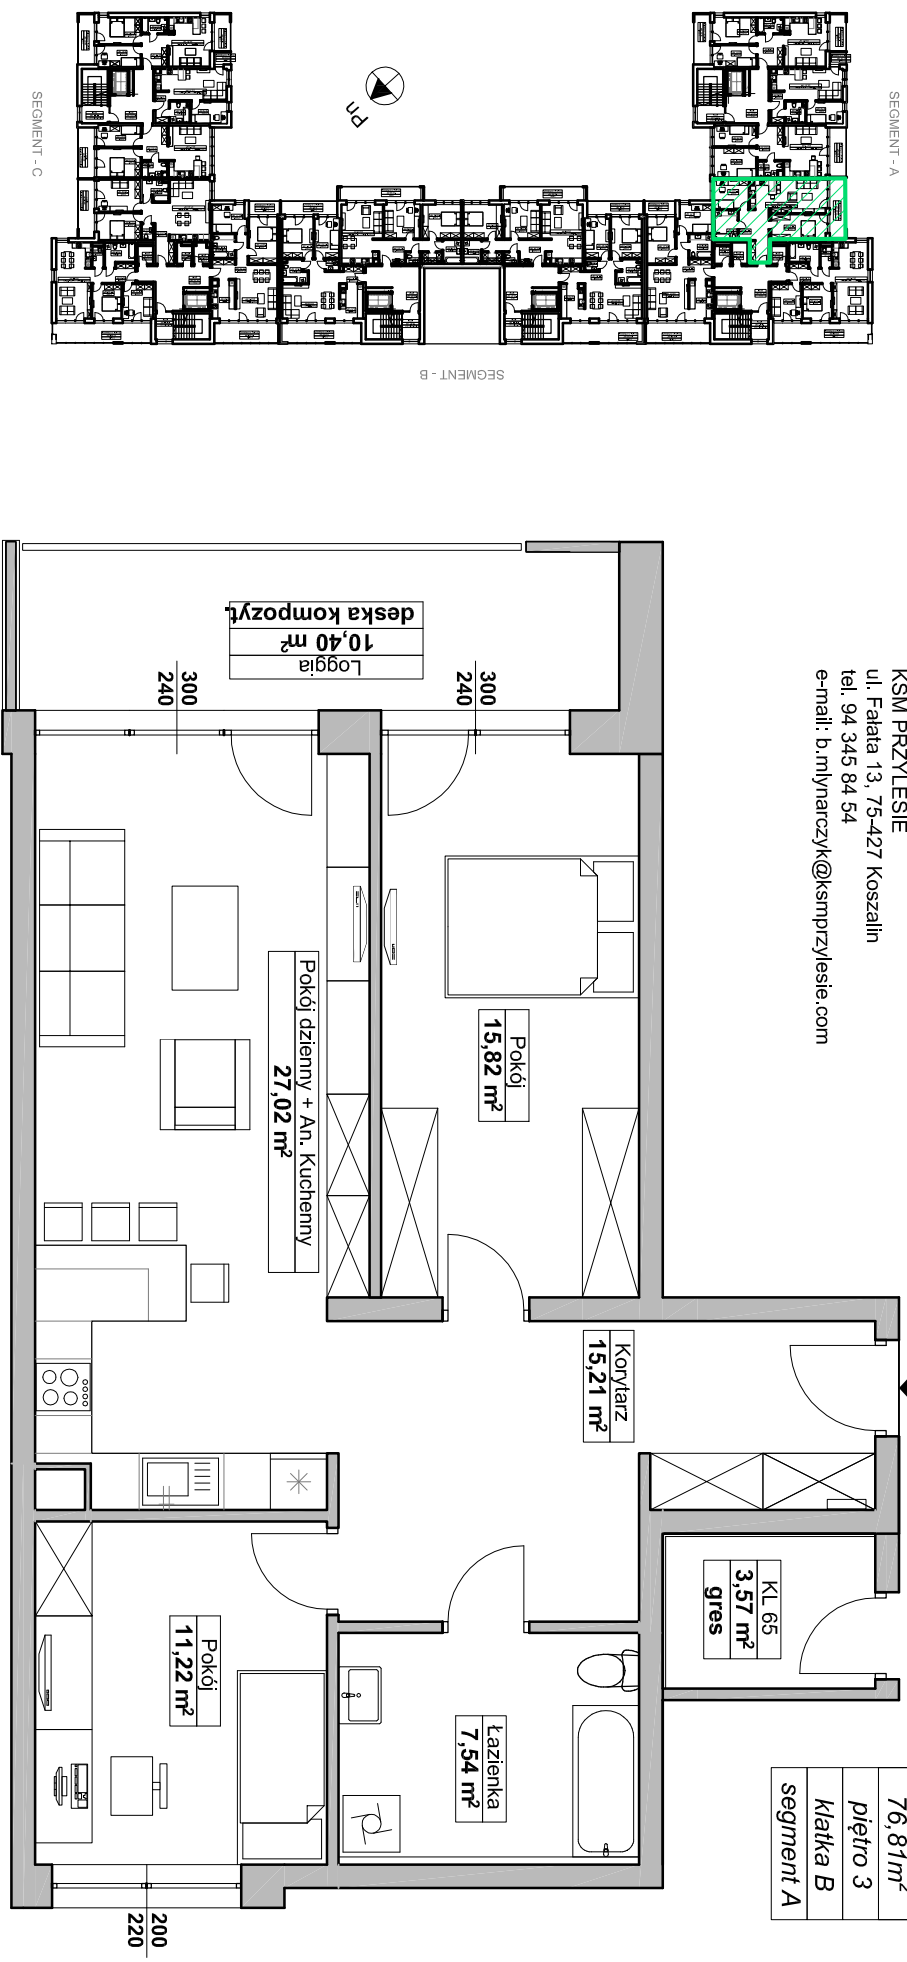 SEGMENT - C
Pn
SEGMENT - A
SEGMENT - B
KSM PRZYLESIE
ul. Fałata 13, 75-427 Koszalin
tel. 94 345 84 54
e-mail: b.mlynarczyk@ksmprzylesie.com
Loggia
10,40 m²
deska kompozyt.
300
240
300
240
Pokój
15,82 m²
Pokój dzienny + An. Kuchenny
27,02 m²
Korytarz
15,21 m²
KL 65
3,57 m²
gres
Pokój
11,22 m²
Łazienka
7,54 m²
200
220
76,81m²
piętro 3
klatka B
segment A